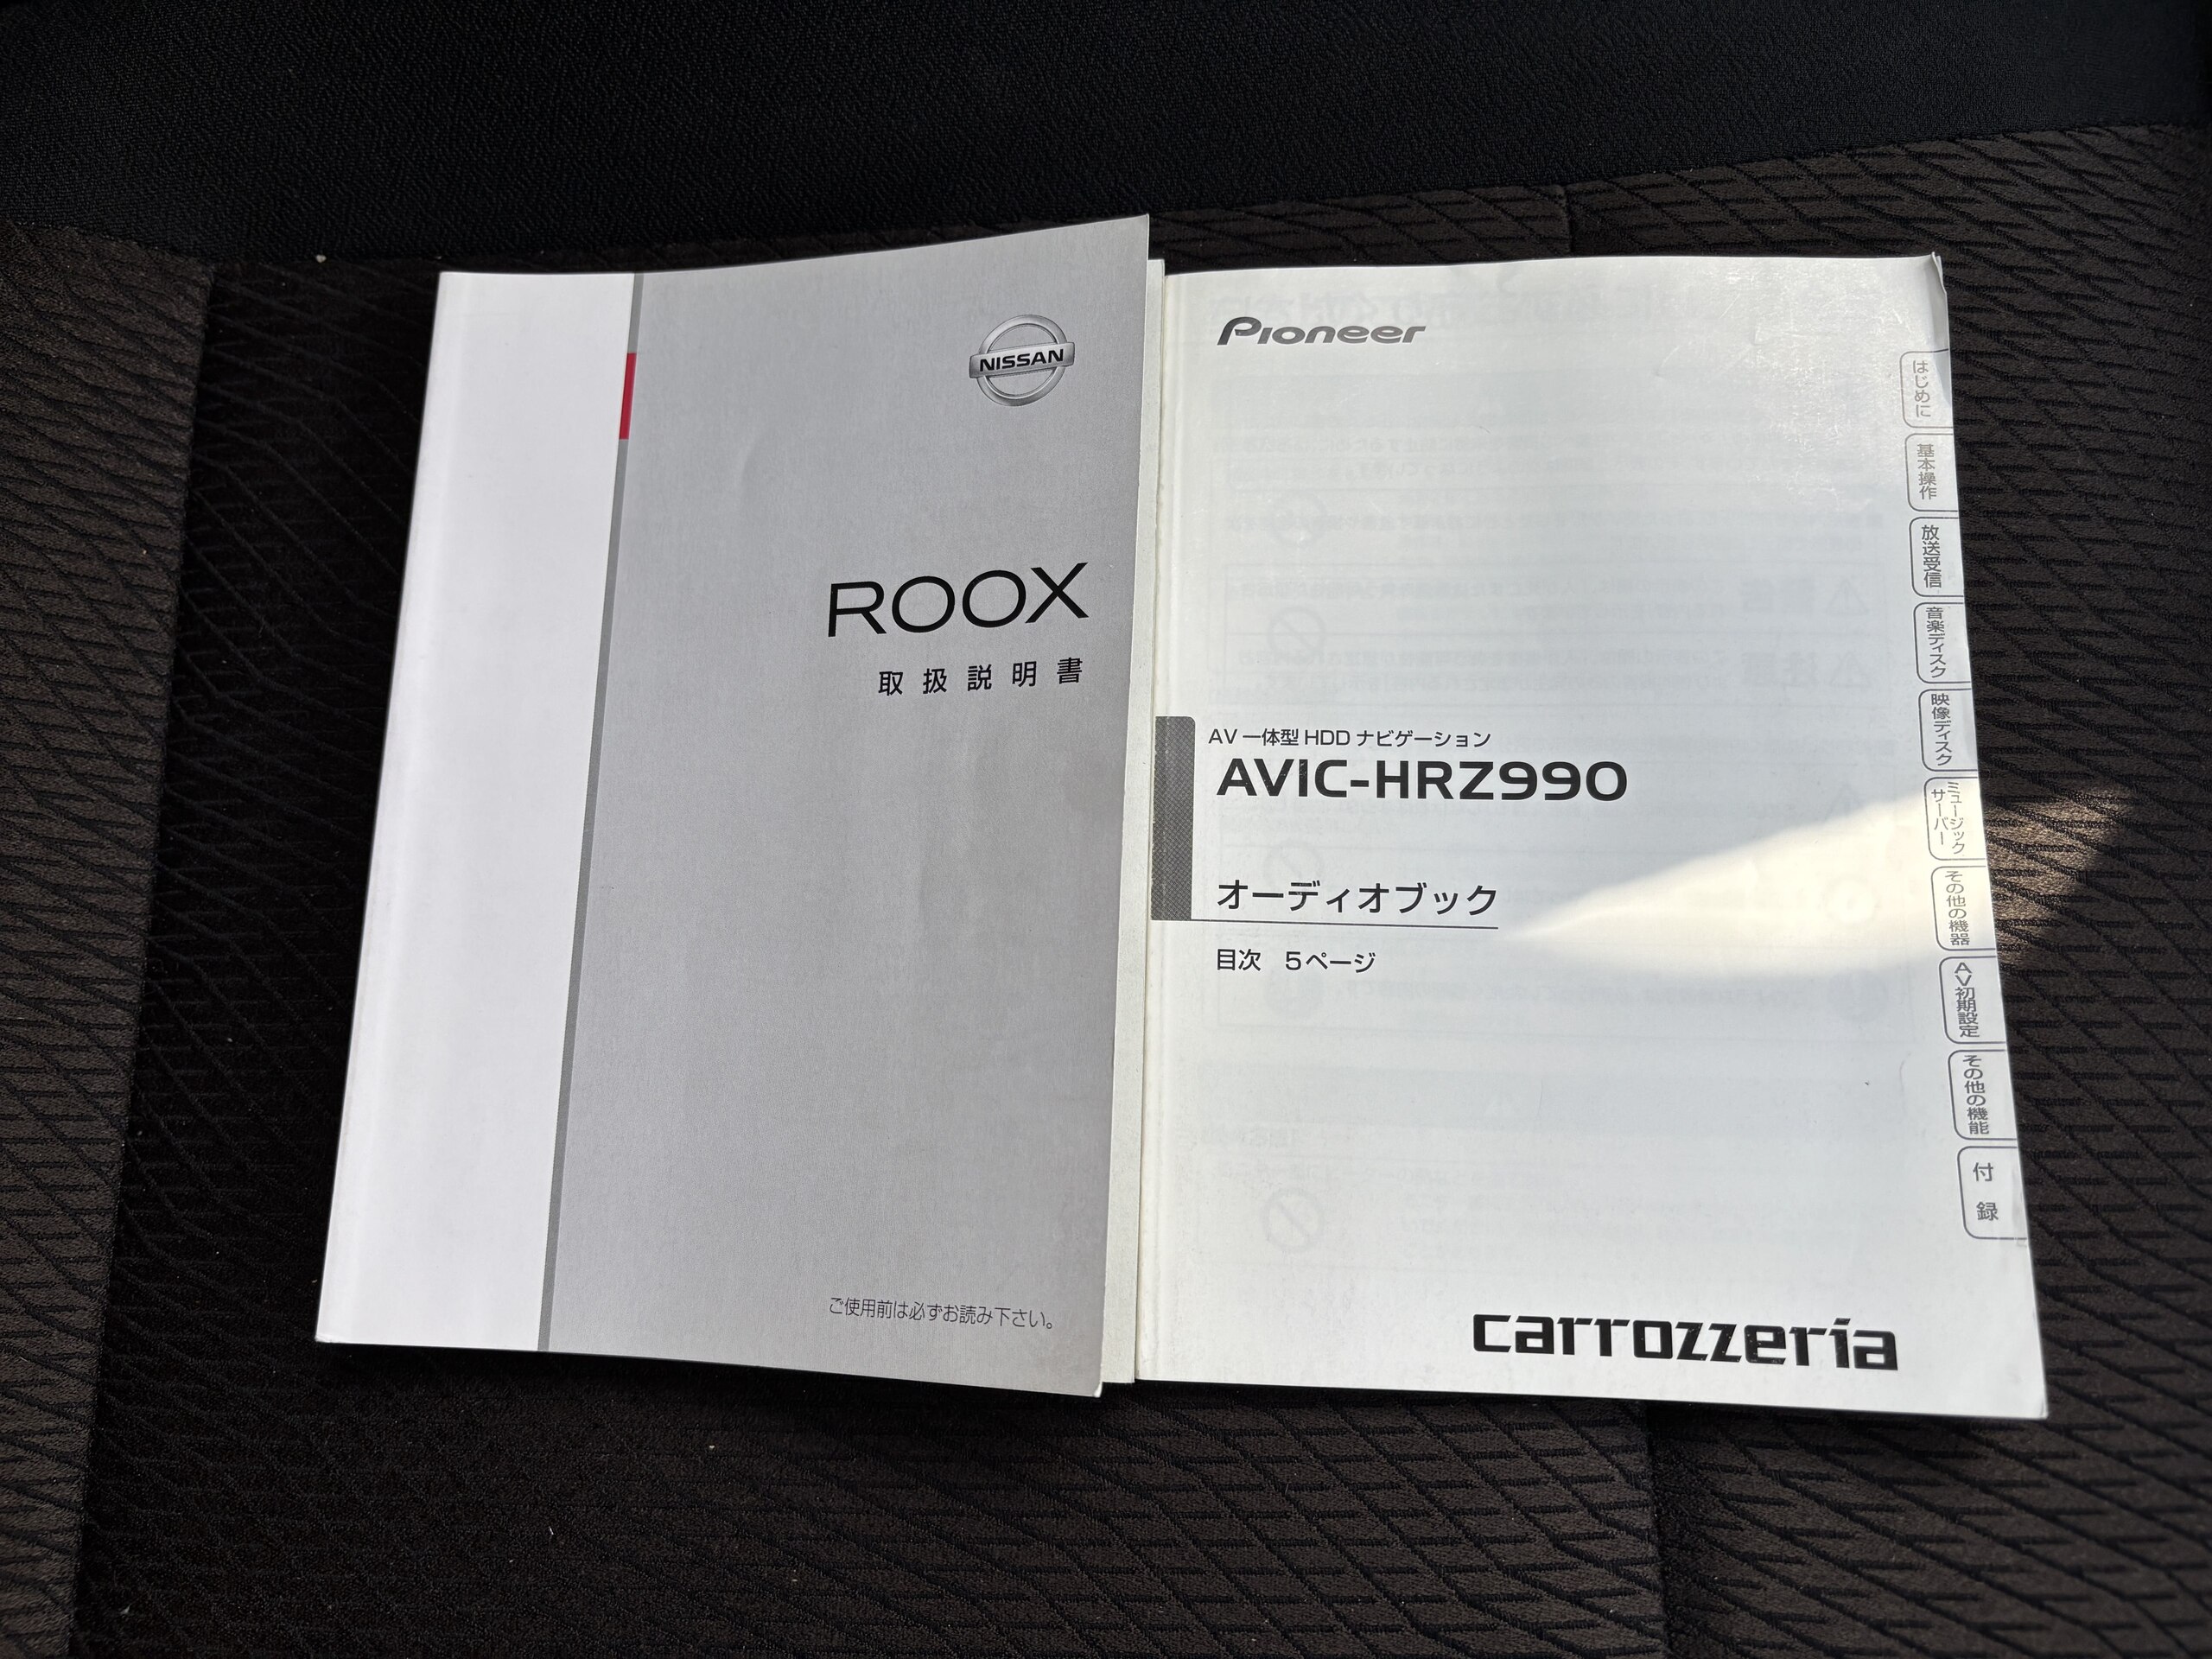 NISSAN
ROOX
取扱説明書
ご使用前は必ずお読み下さい。
Pioneer
AV一体型HDDナビゲーション
AVIC-HRZ990
オーディオブック
目次 5ページ
carrozzeria
はじめに
基本操作
放送受信
音楽ディスク
映像ディスク
ミュージック
サーバー
その他の機器
AV初期設定
その他の機能
付録